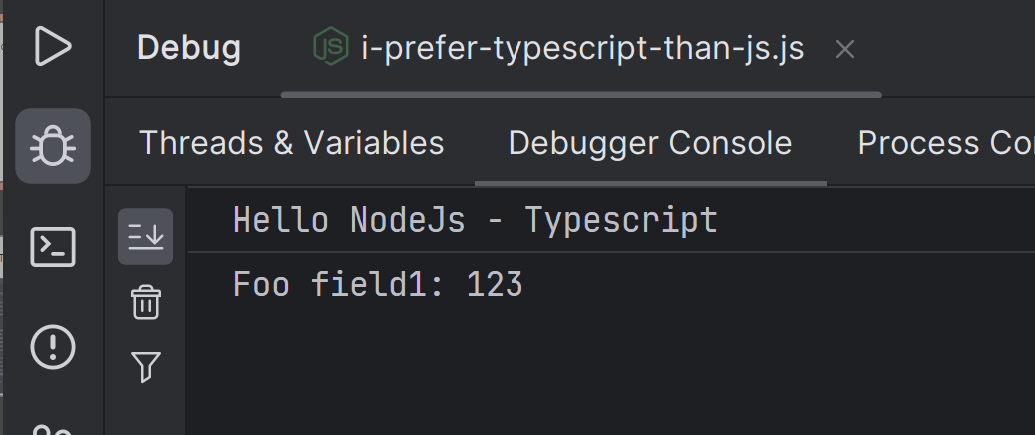 Debug
i-prefer-typescript-than-js.js
Threads & Variables
Debugger Console
Process Co
Hello NodeJs - Typescript
Foo field1: 123